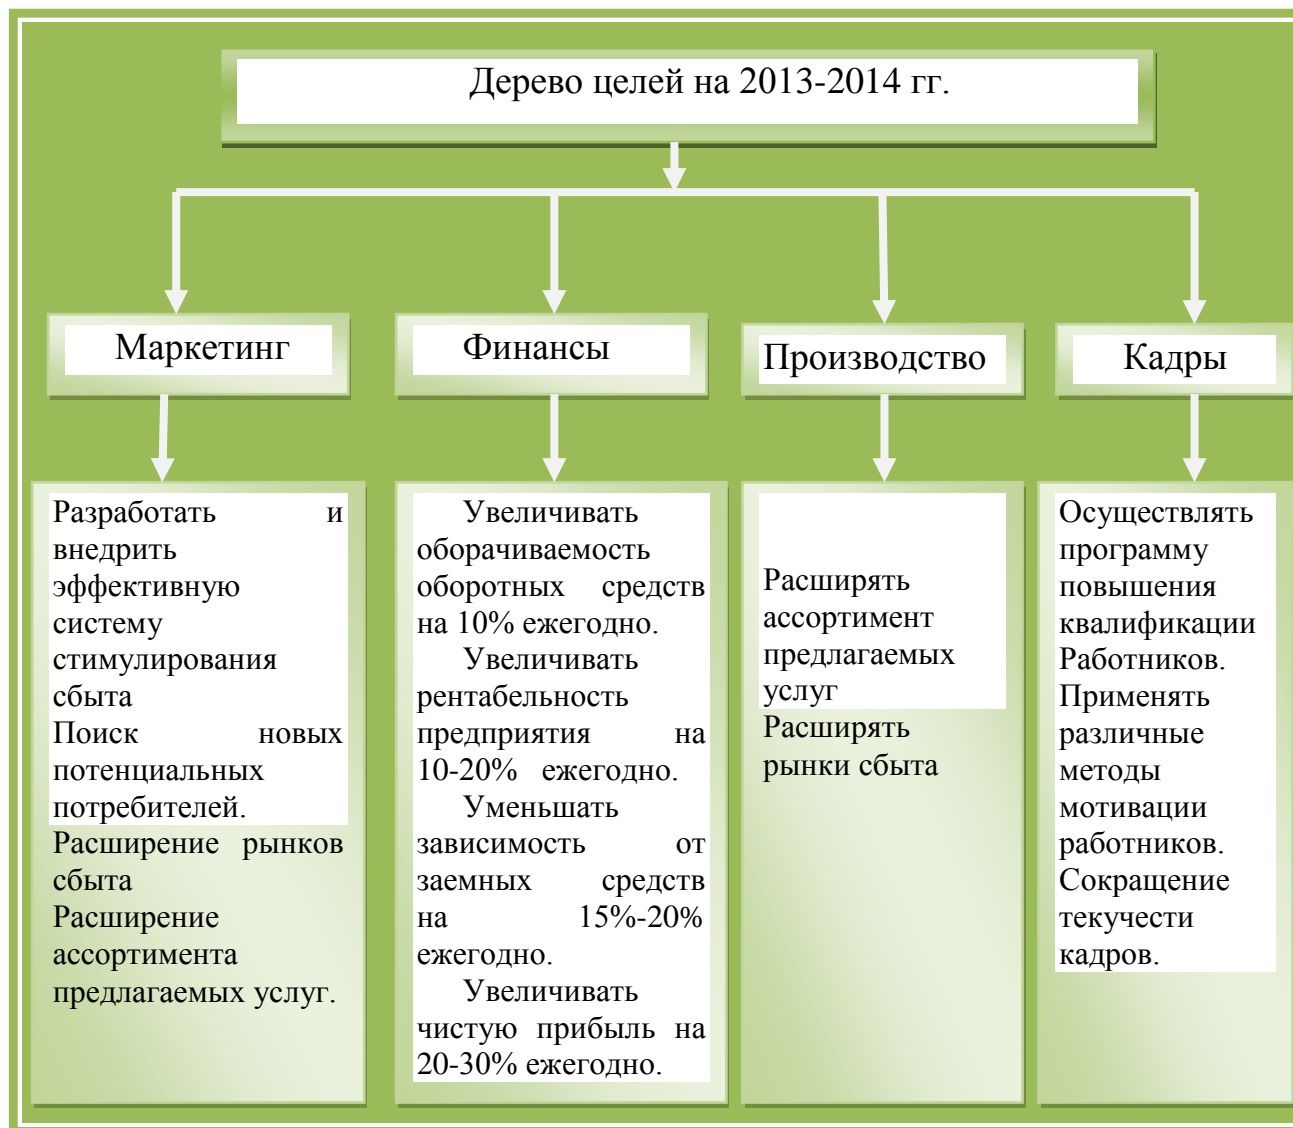 Дерево целей на 2013-2014 гг.
Маркетинг
Финансы
Производство
Кадры
Разработать и
внедрить
эффективную
систему
стимулирования
сбыта
Поиск новых
потенциальных
потребителей.
Расширение рынков
сбыта
Расширение
ассортимента
предлагаемых услуг.
Увеличивать
оборачиваемость
оборотных средств
на 10% ежегодно.
Увеличивать
рентабельность
предприятия на
10-20% ежегодно.
Уменьшать
зависимость от
заемных средств
на 15%-20%
ежегодно.
Увеличивать
чистую прибыль на
20-30% ежегодно.
Расширять
ассортимент
предлагаемых
услуг
Расширять
рынки сбыта
Осуществлять
программу
повышения
квалификации
Работников.
Применять
различные
методы
мотивации
работников.
Сокращение
текучести
кадров.